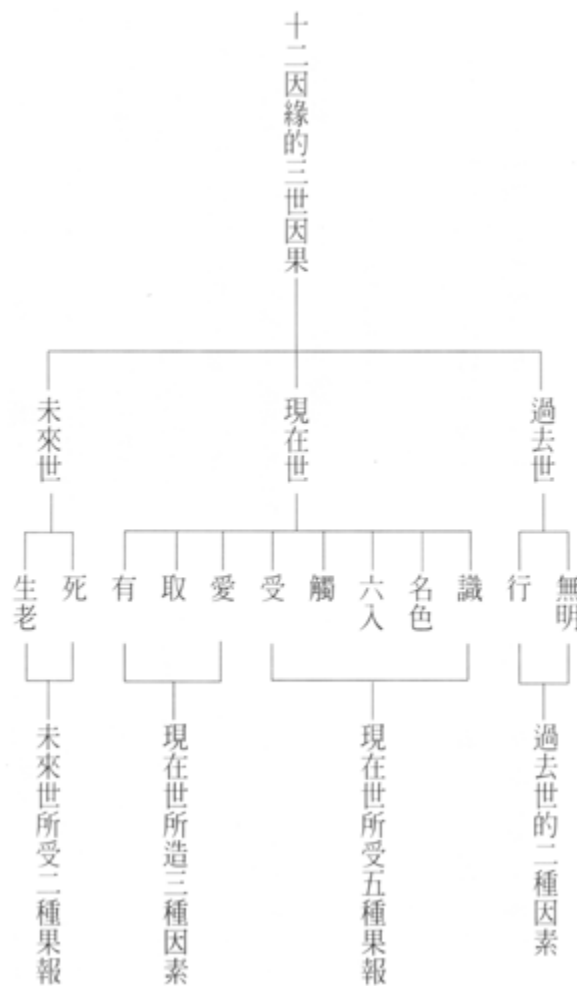 十二因緣的三世因果
過去世
現在世
未來世
無明
行
識
名色
六入
觸
受
愛
取
有
死
生老
過去世的二種因素
現在世所受五種果報
現在世所造三種因素
未來世所受二種果報